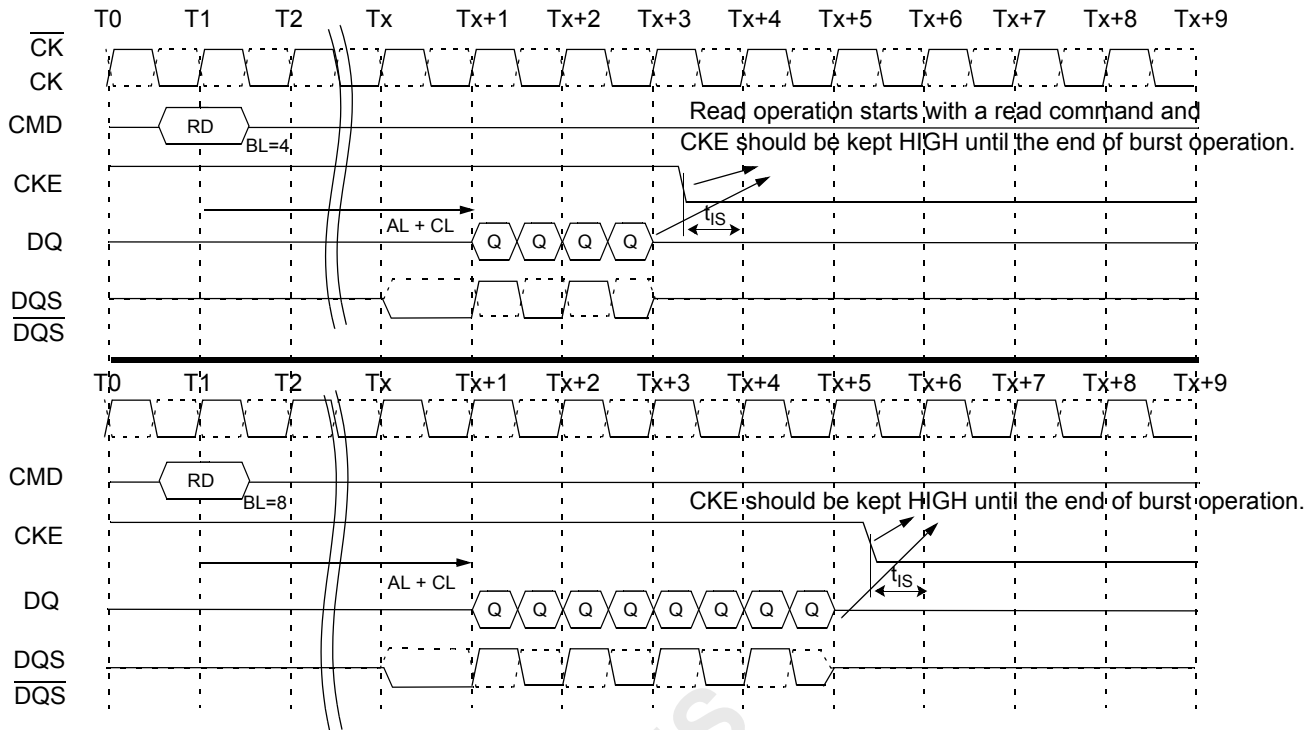 T0 T1 T2 Tx Tx+1 Tx+2 Tx+3 Tx+4 Tx+5 Tx+6 Tx+7 Tx+8 Tx+9
CK
CK
CMD RD BL=4
Read operation starts with a read command and
CKE should be kept HIGH until the end of burst operation.
CKE
AL + CL
tIS
DQ Q Q Q Q
DQS
DQS
T0 T1 T2 Tx Tx+1 Tx+2 Tx+3 Tx+4 Tx+5 Tx+6 Tx+7 Tx+8 Tx+9
CMD RD BL=8
CKE should be kept HIGH until the end of burst operation.
CKE
AL + CL
tIS
DQ Q Q Q Q Q Q Q Q
DQS
DQS